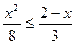 x²/8 ≤ (2−x)/3